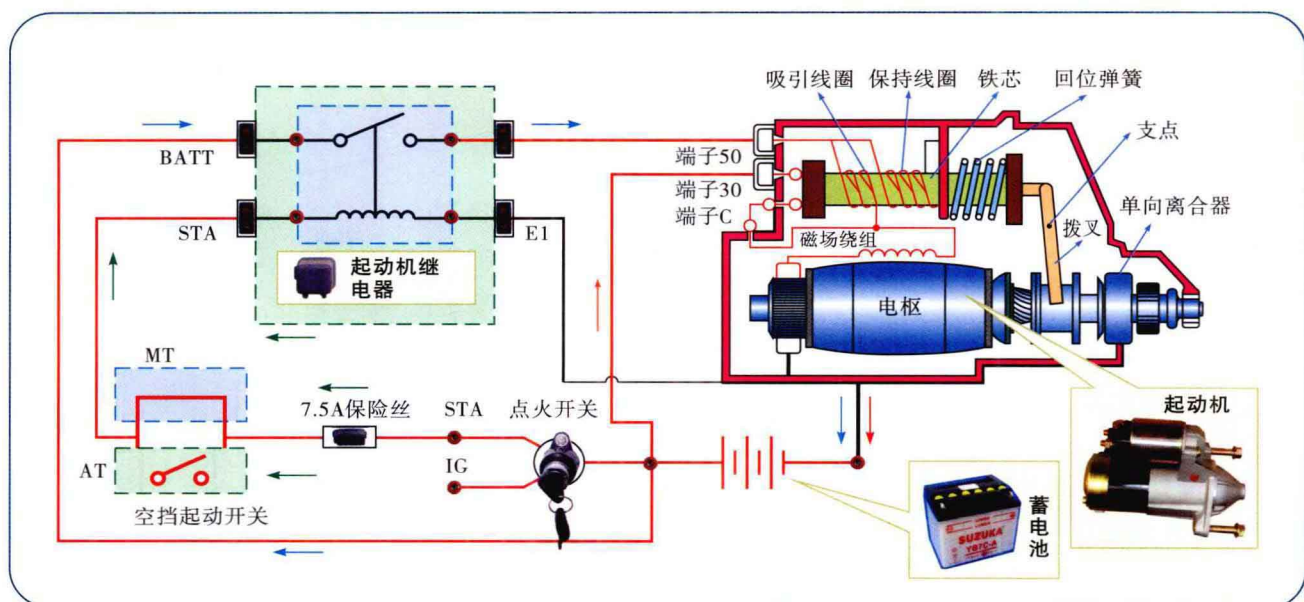 吸引线圈
保持线圈
铁芯
回位弹簧
支点
BATT
端子50
端子30
端子C
单向离合器
STA
E1
磁场绕组
拨叉
起动机继
电器
电枢
MT
7.5A保险丝
STA
点火开关
起动机
AT
IG
空挡起动开关
蓄电池
SUZUKA
YB7C-A